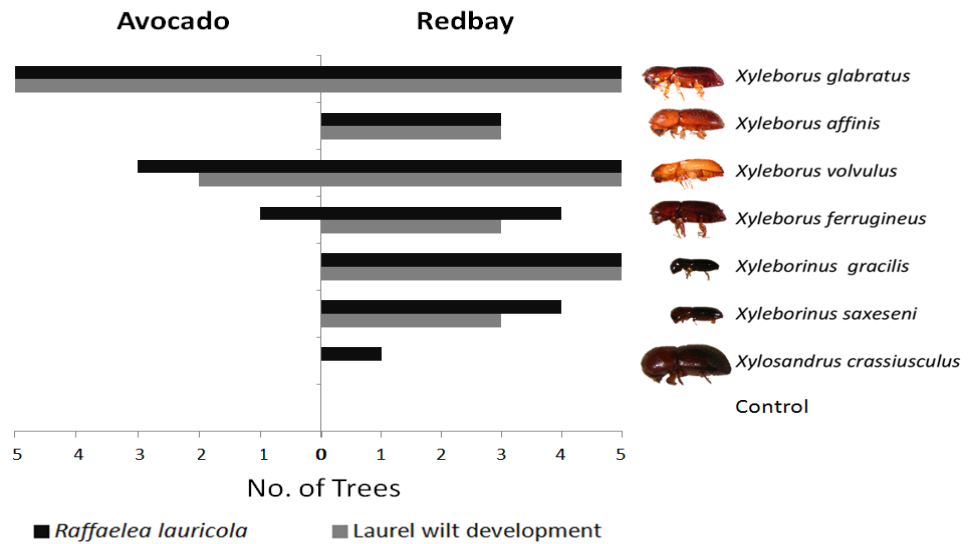 Avocado Redbay
Xyleborus glabratus
Xyleborus affinis
Xyleborus volvulus
Xyleborus ferrugineus
Xyleborinus gracilis
Xyleborinus saxeseni
Xylosandrus crassiusculus
Control
5 4 3 2 1 0 1 2 3 4 5
No. of Trees
Raffaelea lauricola Laurel wilt development